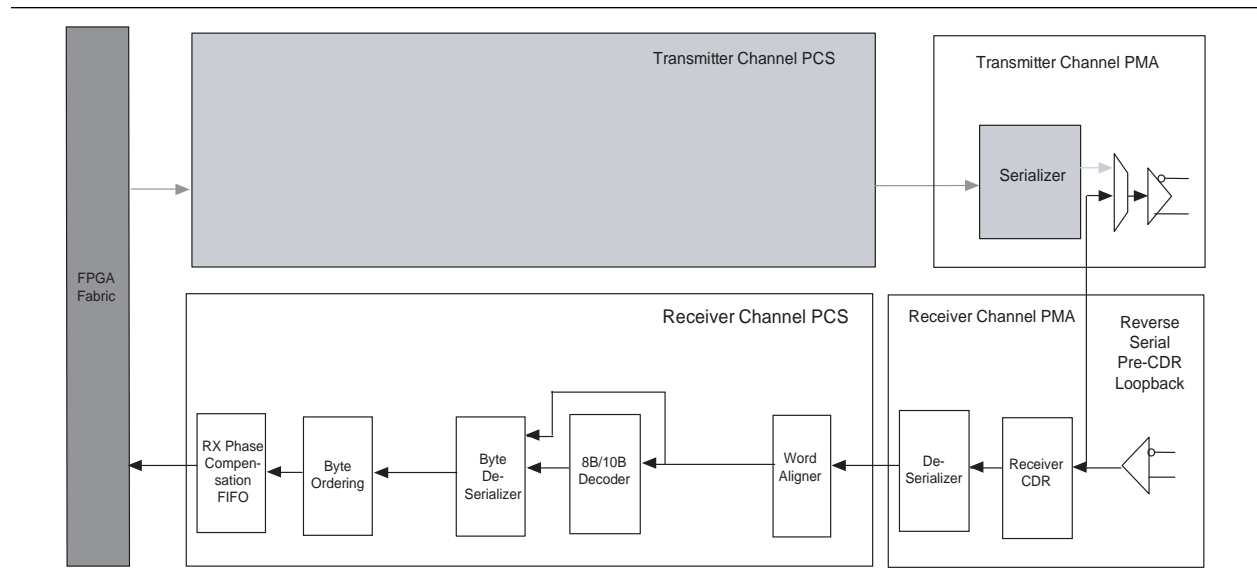 Transmitter Channel PCS
Transmitter Channel PMA
Serializer
FPGA
Fabric
Receiver Channel PCS
Receiver Channel PMA
Reverse
Serial
Pre-CDR
Loopback
RX Phase
Compen-
sation
FIFO
Byte
Ordering
Byte
De-
Serializer
8B/10B
Decoder
Word
Aligner
De-
Serializer
Receiver
CDR